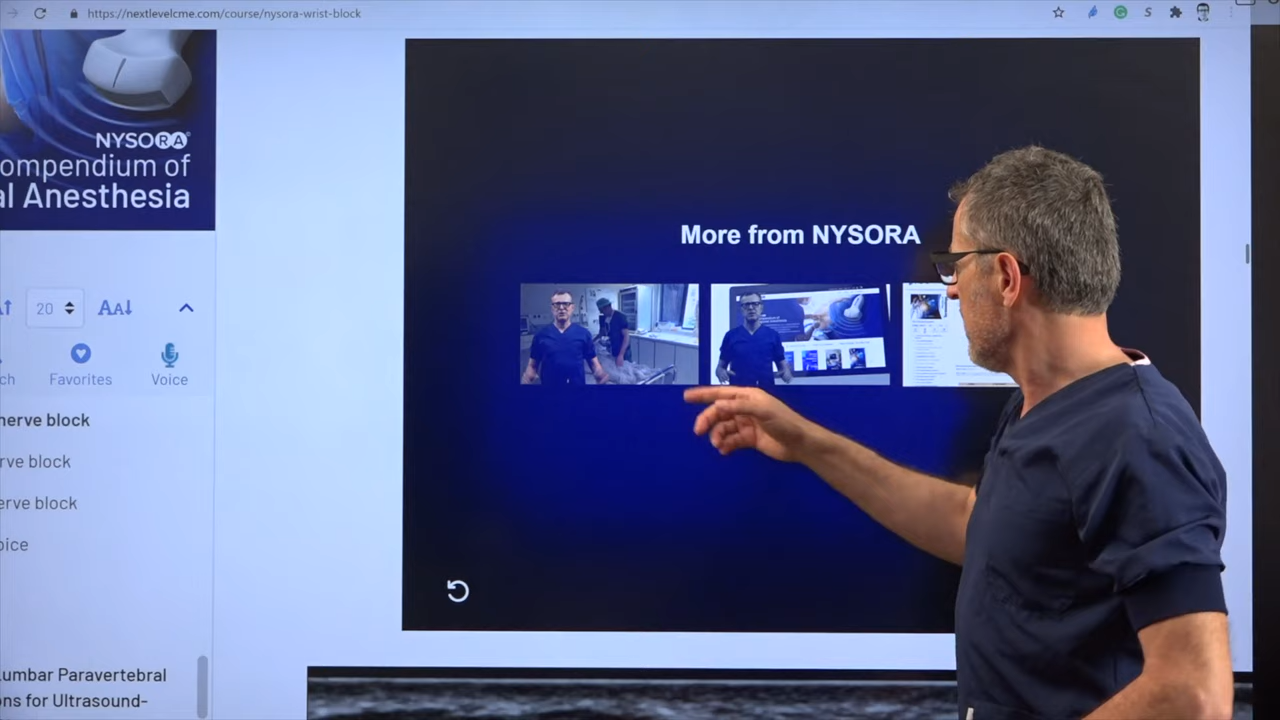 https://nextlevelcme.com/course/nysora-wrist-block
NYSORA
ompendium of
al Anesthesia
20
AA
ch
Favorites
Voice
nerve block
rve block
erve block
oice
Lumbar Paravertebral
ons for Ultrasound-
More from NYSORA